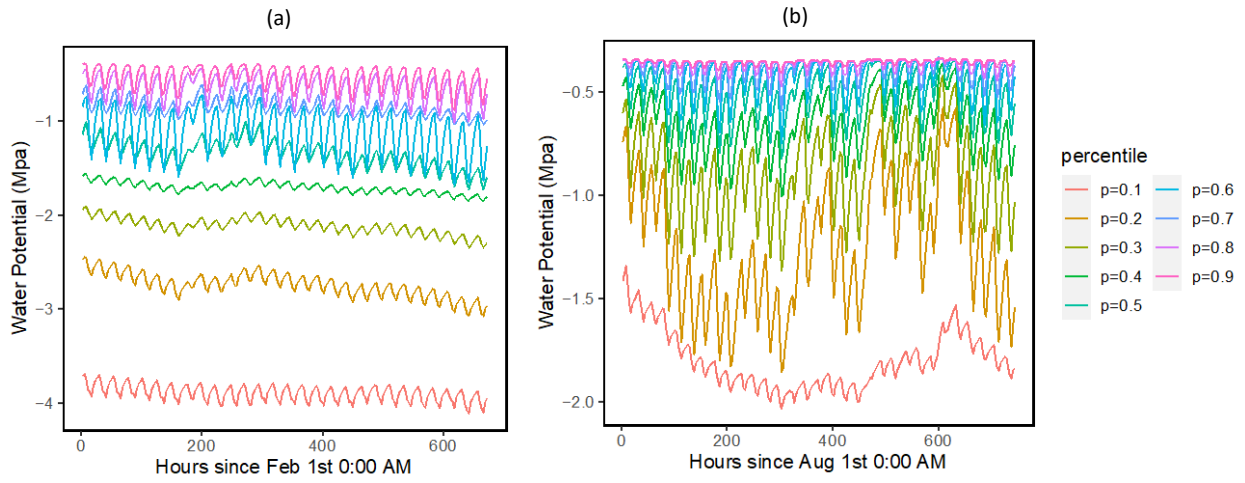 (a)
(b)
Water Potential (Mpa)
−1
−2
−3
−4
0
200
400
600
Hours since Feb 1st 0:00 AM
Water Potential (Mpa)
−0.5
−1.0
−1.5
−2.0
0
200
400
600
Hours since Aug 1st 0:00 AM
percentile
p=0.1
p=0.2
p=0.3
p=0.4
p=0.5
p=0.6
p=0.7
p=0.8
p=0.9